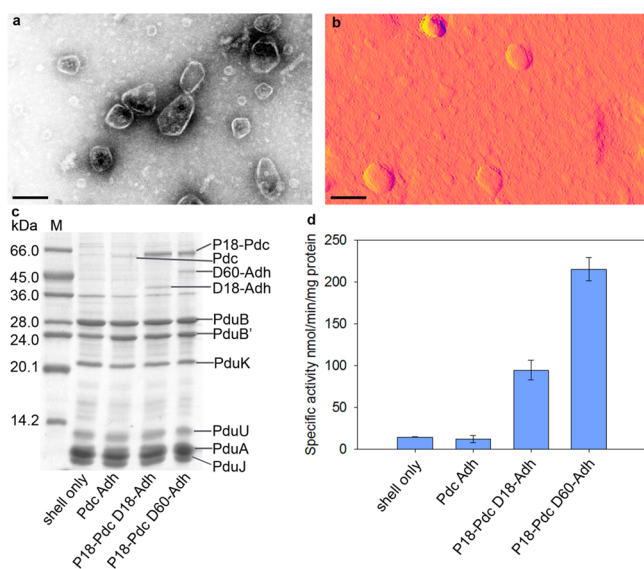 a
b
c
kDa
M
66.0
45.0
36.0
28.0
24.0
20.1
14.2
P18-Pdc
Pdc
D60-Adh
D18-Adh
PduB
PduB'
PduK
PduU
PduA
PduJ
shell only
Pdc Adh
P18-Pdc D18-Adh
P18-Pdc D60-Adh
d
Specific activity nmol/min/mg protein
250
200
150
100
50
0
shell only
Pdc Adh
P18-Pdc D18-Adh
P18-Pdc D60-Adh